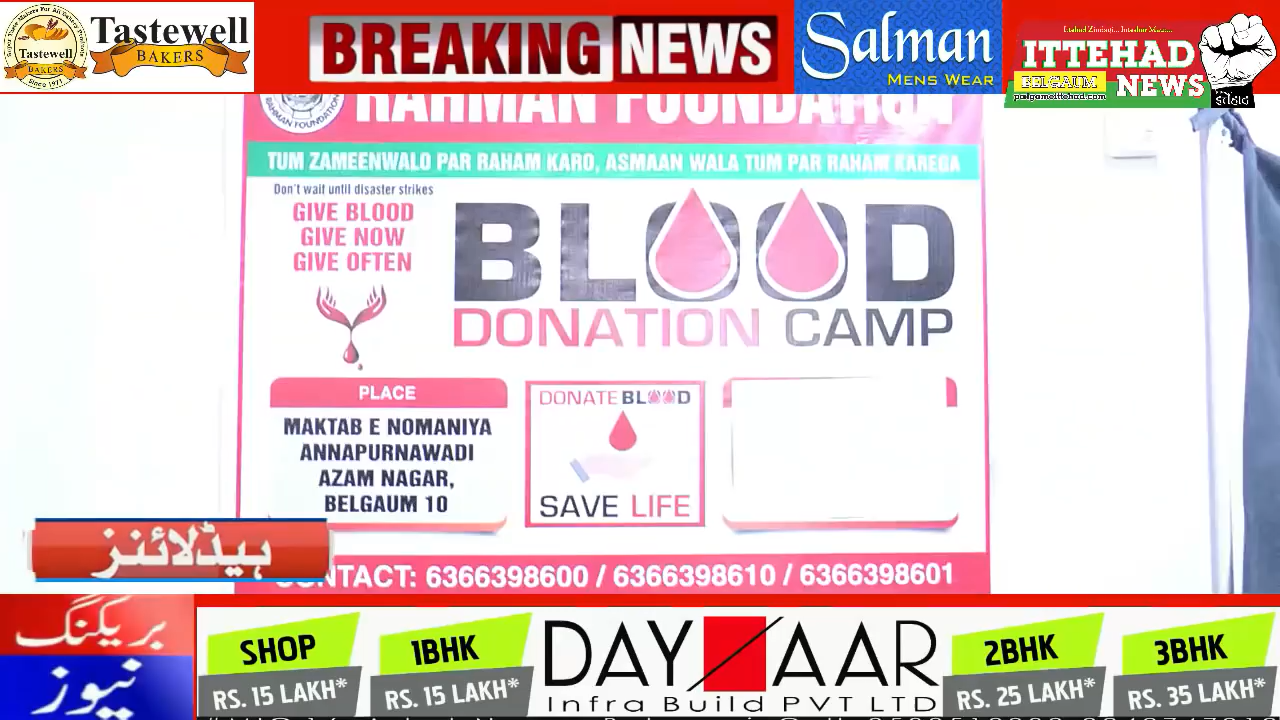 Tastewell
BAKERS
Since 1917
Tastewell
BAKERS
BREAKING NEWS
Salman
MENS WEAR
ITTEHAD
BELGAUM
NEWS
RAHMAN FOUNDATION
TUM ZAMEENWALO PAR RAHAM KARO, ASMAAN WALA TUM PAR RAHAM KAREGA
Don't wait until disaster strikes
GIVE BLOOD
GIVE NOW
GIVE OFTEN
BLOOD
DONATION CAMP
PLACE
MAKTAB E NOMANIYA
ANNAPURNAWADI
AZAM NAGAR,
BELGAUM 10
DONATE BLOOD
SAVE LIFE
ہیڈلائنز
CONTACT: 6366398600 / 6366398610 / 6366398601
بریکنگ
نیوز
SHOP
RS. 15 LAKH*
1BHK
RS. 15 LAKH*
DAYZAAR
Infra Build PVT LTD
2BHK
RS. 25 LAKH*
3BHK
RS. 35 LAKH*